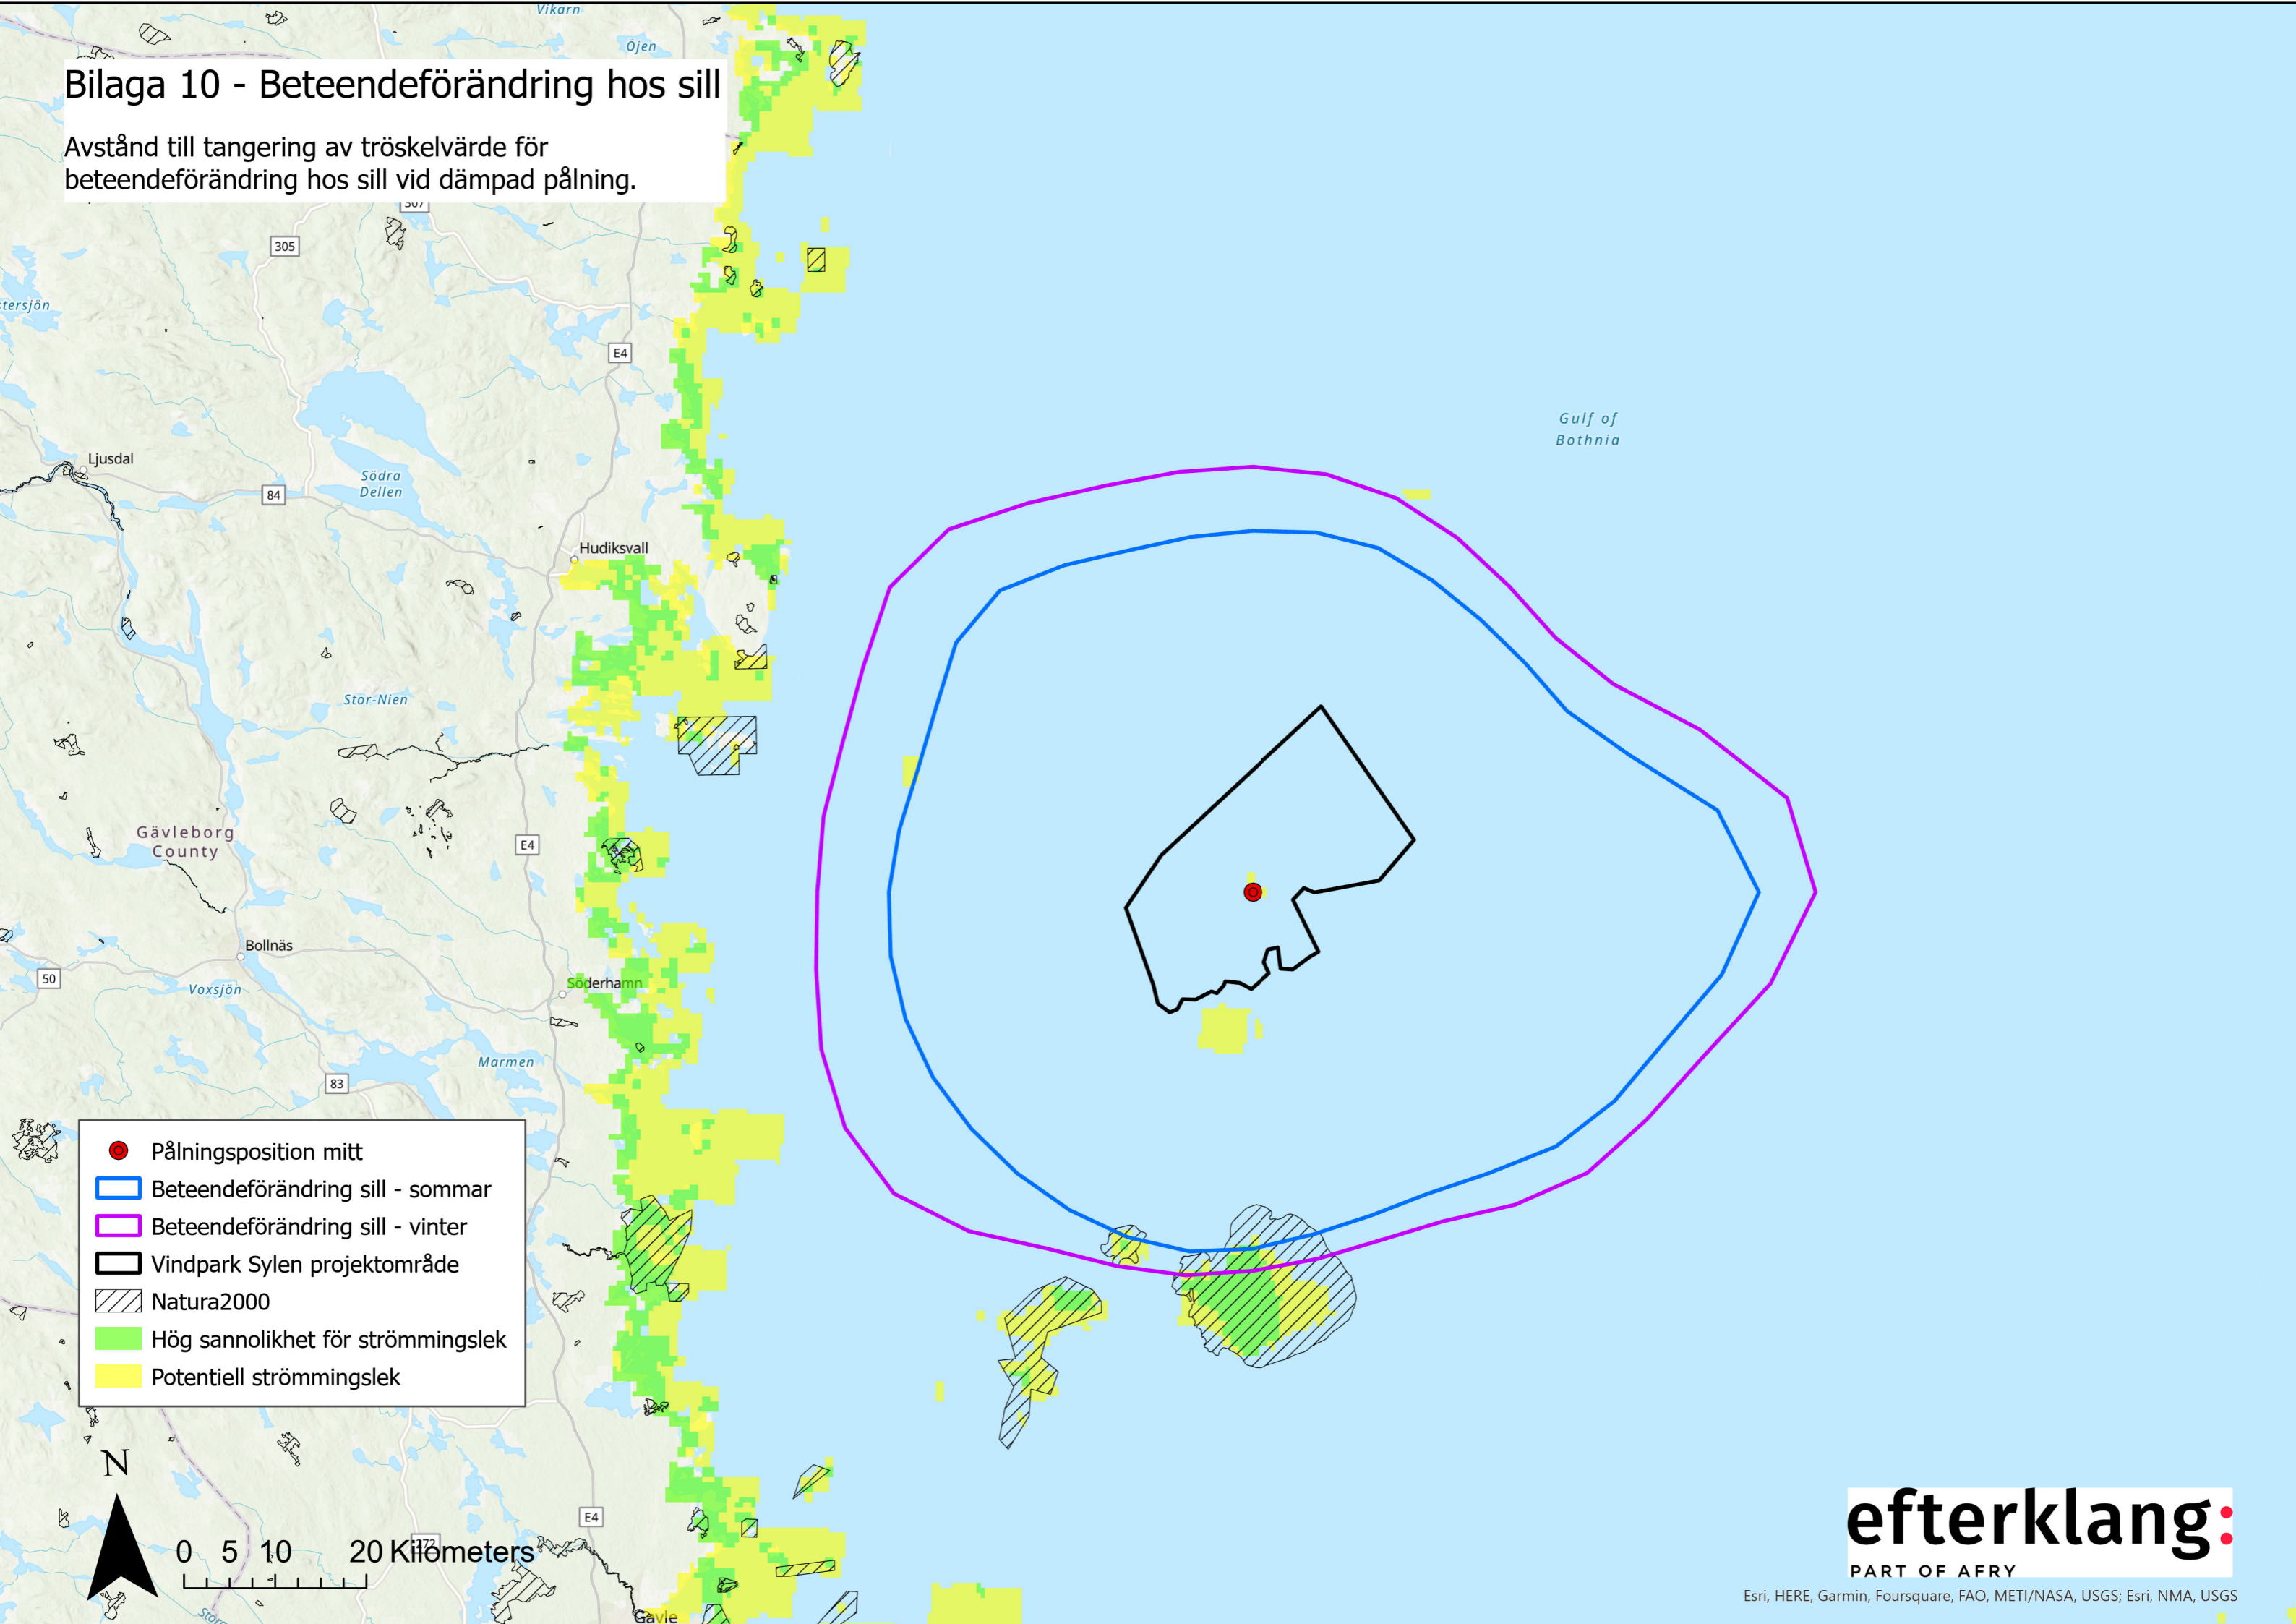 Vikarn
Öjen
Bilaga 10 - Beteendeförändring hos sill
Avstånd till tangering av tröskelvärde för
beteendeförändring hos sill vid dämpad pålning.
307
305
tersjön
E4
Gulf of
Bothnia
Ljusdal
Södra
Dellen
84
Hudiksvall
Stor-Nien
Gävleborg
County
E4
Bollnäs
50
Voxsjön
Söderhamn
Marmen
83
Pålningsposition mitt
Beteendeförändring sill - sommar
Beteendeförändring sill - vinter
Vindpark Sylen projektområde
Natura2000
Hög sannolikhet för strömmingslek
Potentiell strömmingslek
N
E4
272
0 5 10 20 Kilometers
efterklang:
PART OF AFRY
Esri, HERE, Garmin, Foursquare, FAO, METI/NASA, USGS; Esri, NMA, USGS
Gävle